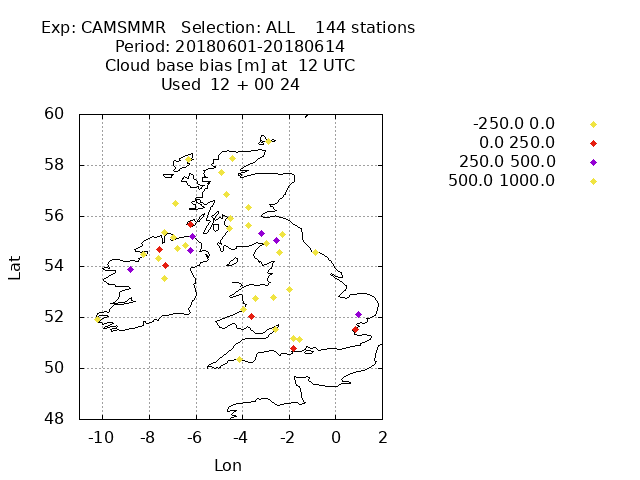 Exp: CAMSMMR   Selection: ALL    144 stations
Period: 20180601-20180614
Cloud base bias [m] at  12 UTC
Used  12 + 00 24
-250.0 0.0
0.0 250.0
250.0 500.0
500.0 1000.0
60
58
56
54
52
50
48
Lat
-10 -8 -6 -4 -2 0 2
Lon